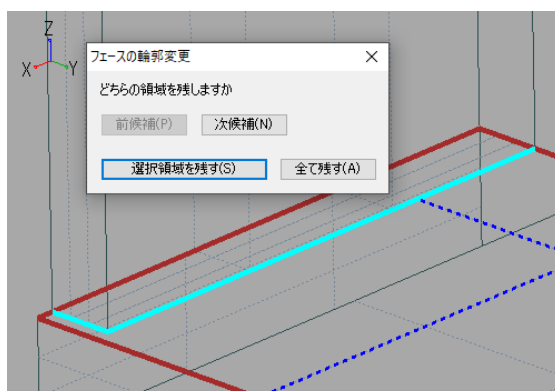 Z
X
Y
フェースの輪郭変更
どちらの領域を残しますか
前候補(P)
次候補(N)
選択領域を残す(S)
全て残す(A)